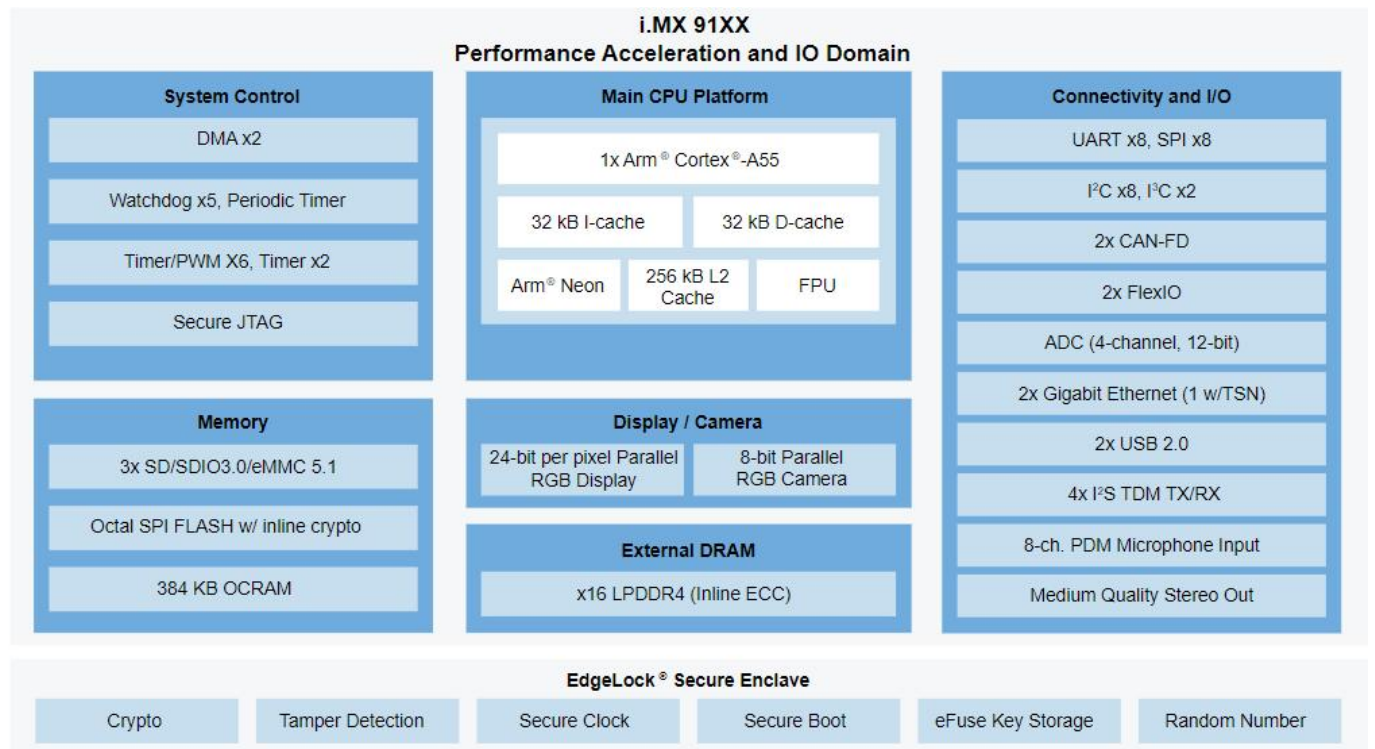 i.MX 91XX
Performance Acceleration and IO Domain
System Control
DMA x2
Watchdog x5, Periodic Timer
Timer/PWM X6, Timer x2
Secure JTAG
Memory
3x SD/SDIO3.0/eMMC 5.1
Octal SPI FLASH w/ inline crypto
384 KB OCRAM
Main CPU Platform
1x Arm® Cortex®-A55
32 kB I-cache
32 kB D-cache
Arm® Neon
256 kB L2
Cache
FPU
Display / Camera
24-bit per pixel Parallel
RGB Display
8-bit Parallel
RGB Camera
External DRAM
x16 LPDDR4 (Inline ECC)
Connectivity and I/O
UART x8, SPI x8
I²C x8, I³C x2
2x CAN-FD
2x FlexIO
ADC (4-channel, 12-bit)
2x Gigabit Ethernet (1 w/TSN)
2x USB 2.0
4x I²S TDM TX/RX
8-ch. PDM Microphone Input
Medium Quality Stereo Out
EdgeLock® Secure Enclave
Crypto
Tamper Detection
Secure Clock
Secure Boot
eFuse Key Storage
Random Number